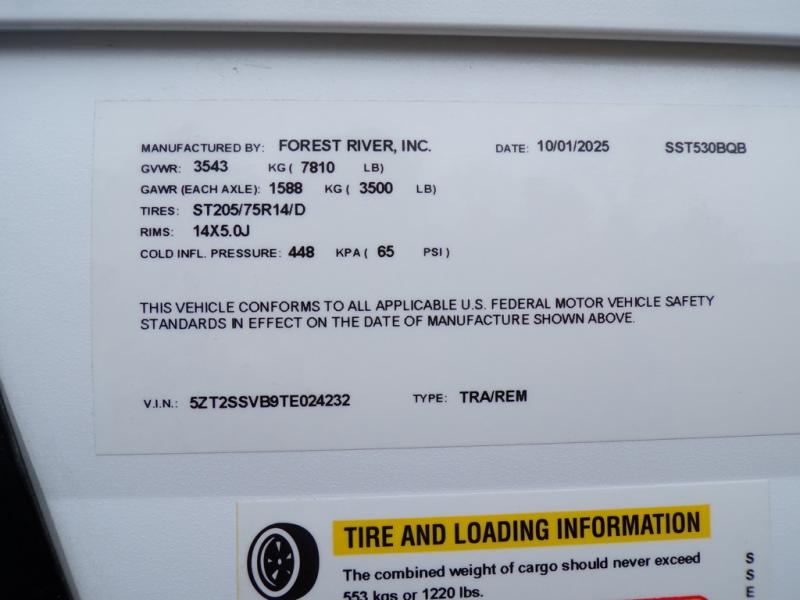 MANUFACTURED BY: FOREST RIVER, INC. DATE: 10/01/2025 SST530BQB
GVWR: 3543 KG ( 7810 LB)
GAWR (EACH AXLE): 1588 KG ( 3500 LB)
TIRES: ST205/75R14/D
RIMS: 14X5.0J
COLD INFL. PRESSURE: 448 KPA ( 65 PSI )
THIS VEHICLE CONFORMS TO ALL APPLICABLE U.S. FEDERAL MOTOR VEHICLE SAFETY
STANDARDS IN EFFECT ON THE DATE OF MANUFACTURE SHOWN ABOVE.
V.I.N.: 5ZT2SSVB9TE024232 TYPE: TRA/REM
TIRE AND LOADING INFORMATION
The combined weight of cargo should never exceed
553 kgs or 1220 lbs.
S
S
E